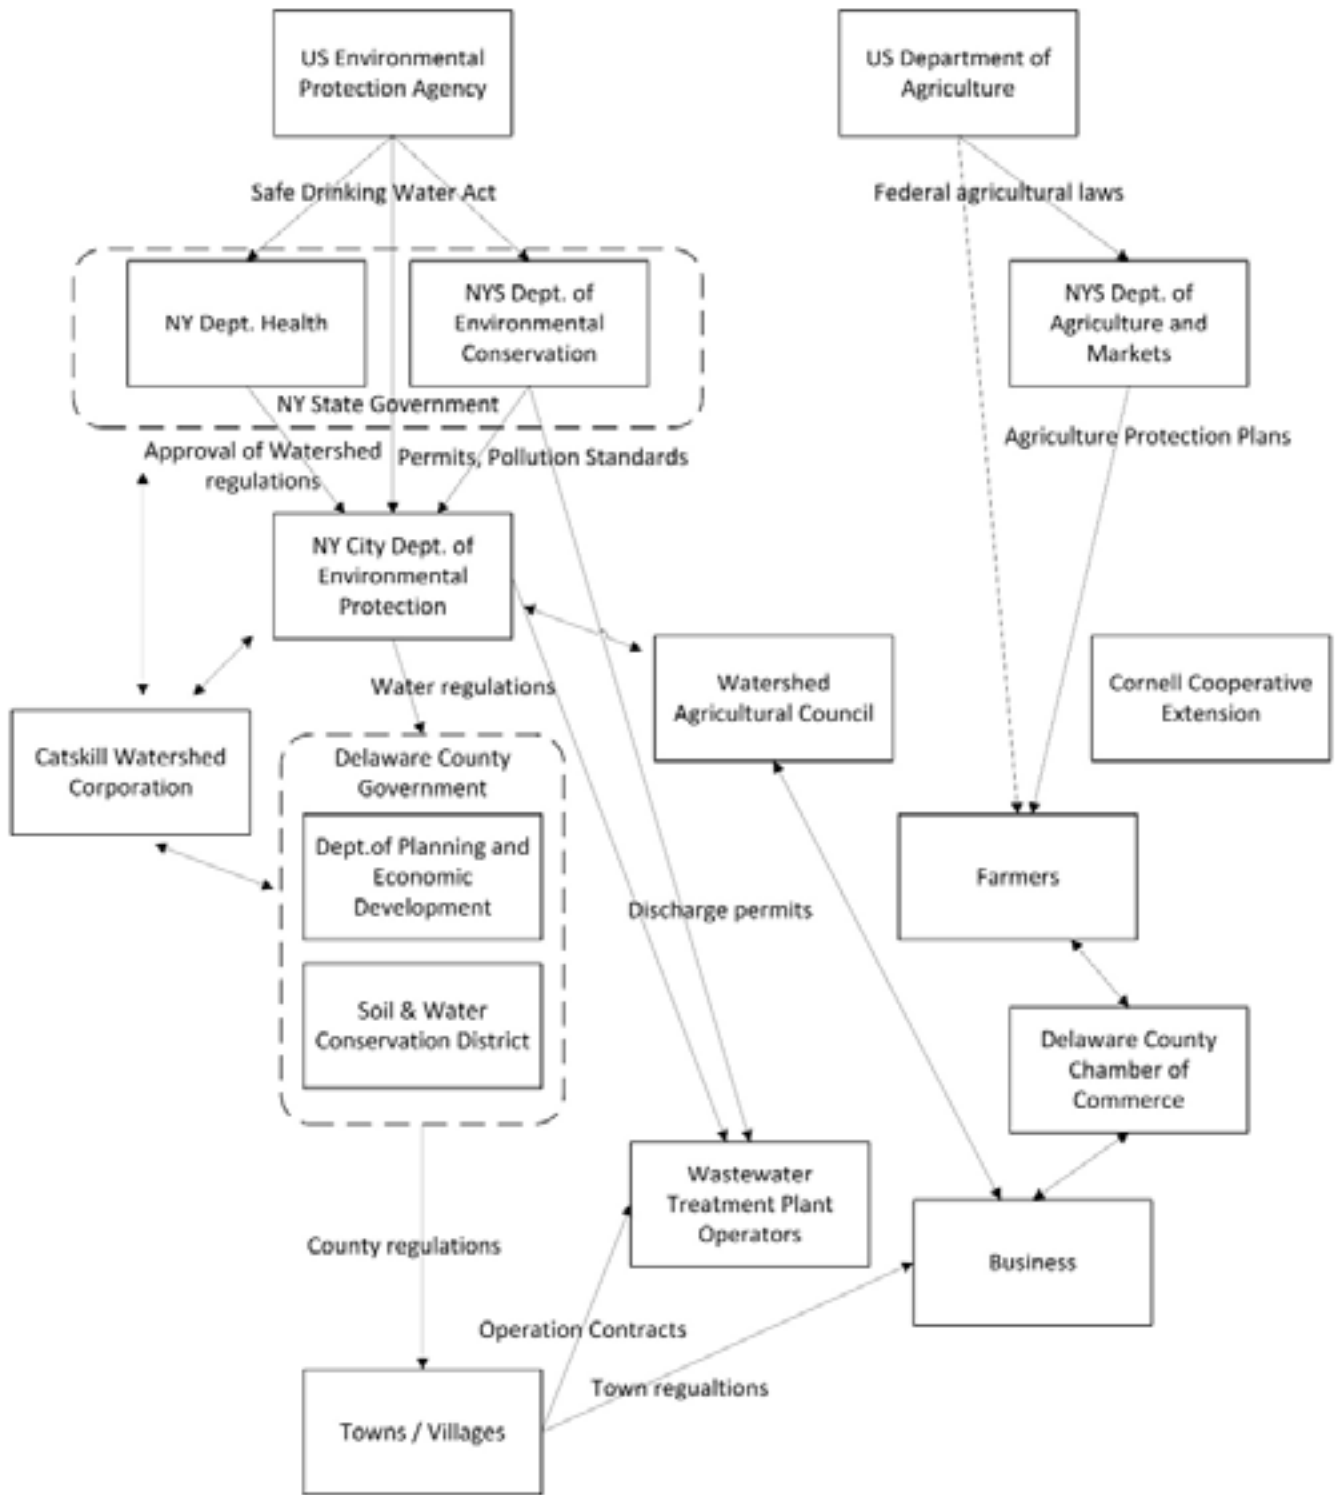 US Environmental
Protection Agency
US Department of
Agriculture
Safe Drinking Water Act
Federal agricultural laws
NY Dept. Health
NYS Dept. of
Environmental
Conservation
NYS Dept. of
Agriculture and
Markets
NY State Government
Approval of Watershed
regulations
Permits, Pollution Standards
Agriculture Protection Plans
NY City Dept. of
Environmental
Protection
Water regulations
Watershed
Agricultural Council
Cornell Cooperative
Extension
Catskill Watershed
Corporation
Delaware County
Government
Dept.of Planning and
Economic
Development
Soil & Water
Conservation District
Discharge permits
Farmers
Delaware County
Chamber of
Commerce
Wastewater
Treatment Plant
Operators
Business
County regulations
Operation Contracts
Town regualtions
Towns / Villages